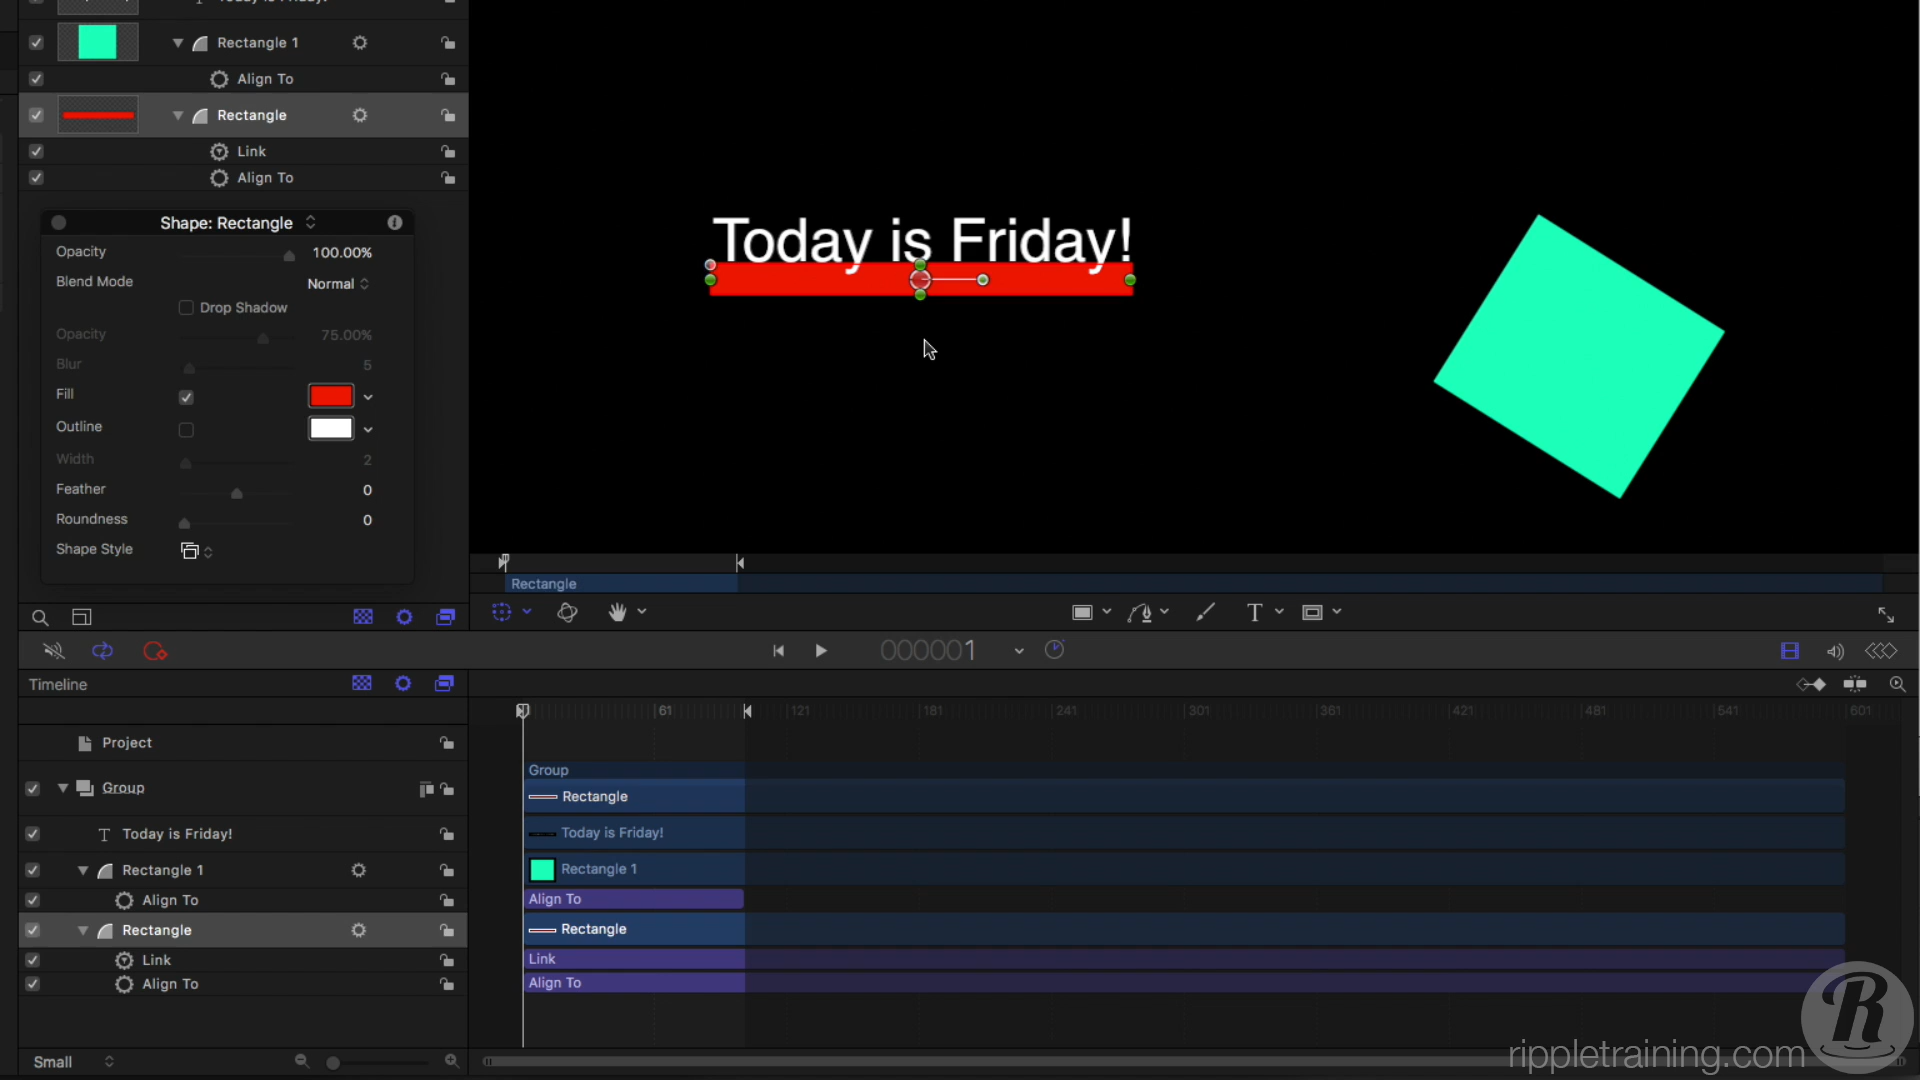 Today is Friday!
Rectangle 1
Align To
Rectangle
Link
Align To
Shape: Rectangle
Opacity 100.00%
Blend Mode Normal
Drop Shadow
Opacity 75.00%
Blur 5
Fill
Outline
Width 2
Feather 0
Roundness 0
Shape Style
Today is Friday!
Rectangle
T
000001
Timeline
61 121 181 241 301 361 421 481 541 601
Project
Group
T Today is Friday!
Rectangle 1
Align To
Rectangle
Link
Align To
Group
Rectangle
Today is Friday!
Rectangle 1
Align To
Rectangle
Link
Align To
Small
R
rippletraining.com